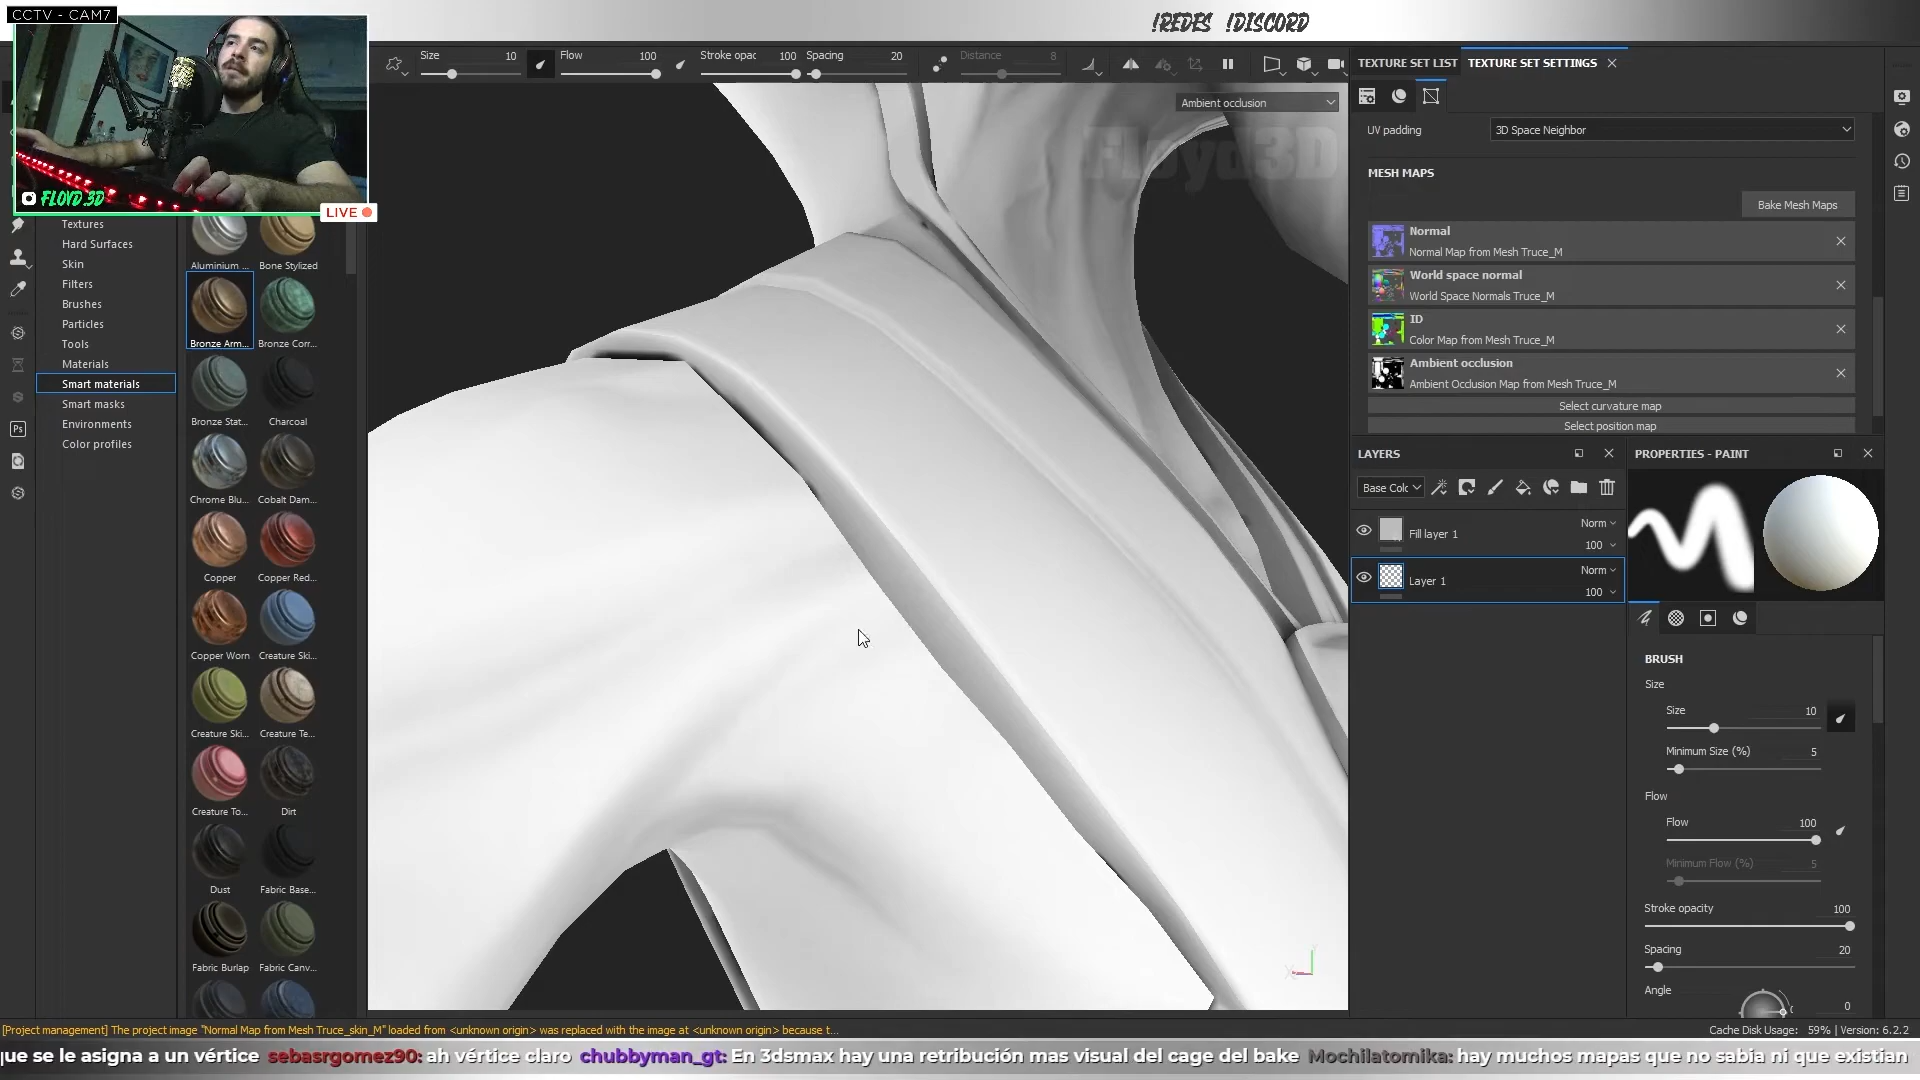 CCTV - CAM7
!REDES !DISCORD
FLOYD.3D
LIVE
Size 10 Flow 100 Stroke opac 100 Spacing 20 Distance 8
Ambient occlusion
Floyd3D
TEXTURE SET LIST TEXTURE SET SETTINGS
UV padding 3D Space Neighbor
MESH MAPS
Bake Mesh Maps
Normal
Normal Map from Mesh Truce_M
World space normal
World Space Normals Truce_M
ID
Color Map from Mesh Truce_M
Ambient occlusion
Ambient Occlusion Map from Mesh Truce_M
Select curvature map
Select position map
Textures
Hard Surfaces
Skin
Filters
Brushes
Particles
Tools
Materials
Smart materials
Smart masks
Environments
Color profiles
Ps
Aluminium ... Bone Stylized
Bronze Arm... Bronze Corr...
Bronze Stat... Charcoal
Chrome Blu... Cobalt Dam...
Copper Copper Red...
Copper Worn Creature Ski...
Creature Ski... Creature Te...
Creature To... Dirt
Dust Fabric Base...
Fabric Burlap Fabric Canv...
LAYERS
Base Colc
Fill layer 1 Norm 100
Layer 1 Norm 100
PROPERTIES - PAINT
BRUSH
Size
Size 10
Minimum Size (%) 5
Flow
Flow 100
Minimum Flow (%) 5
Stroke opacity 100
Spacing 20
Angle 0
[Project management] The project image "Normal Map from Mesh Truce_skin_M" loaded from <unknown origin> was replaced with the image at <unknown origin> because t...
Cache Disk Usage: 59% | Version: 6.2.2
que se le asigna a un vértice sebasrgomez90: ah vértice claro chubbyman_gt: En 3dsmax hay una retribución mas visual del cage del bake Mochilatomika: hay muchos mapas que no sabia ni que existian